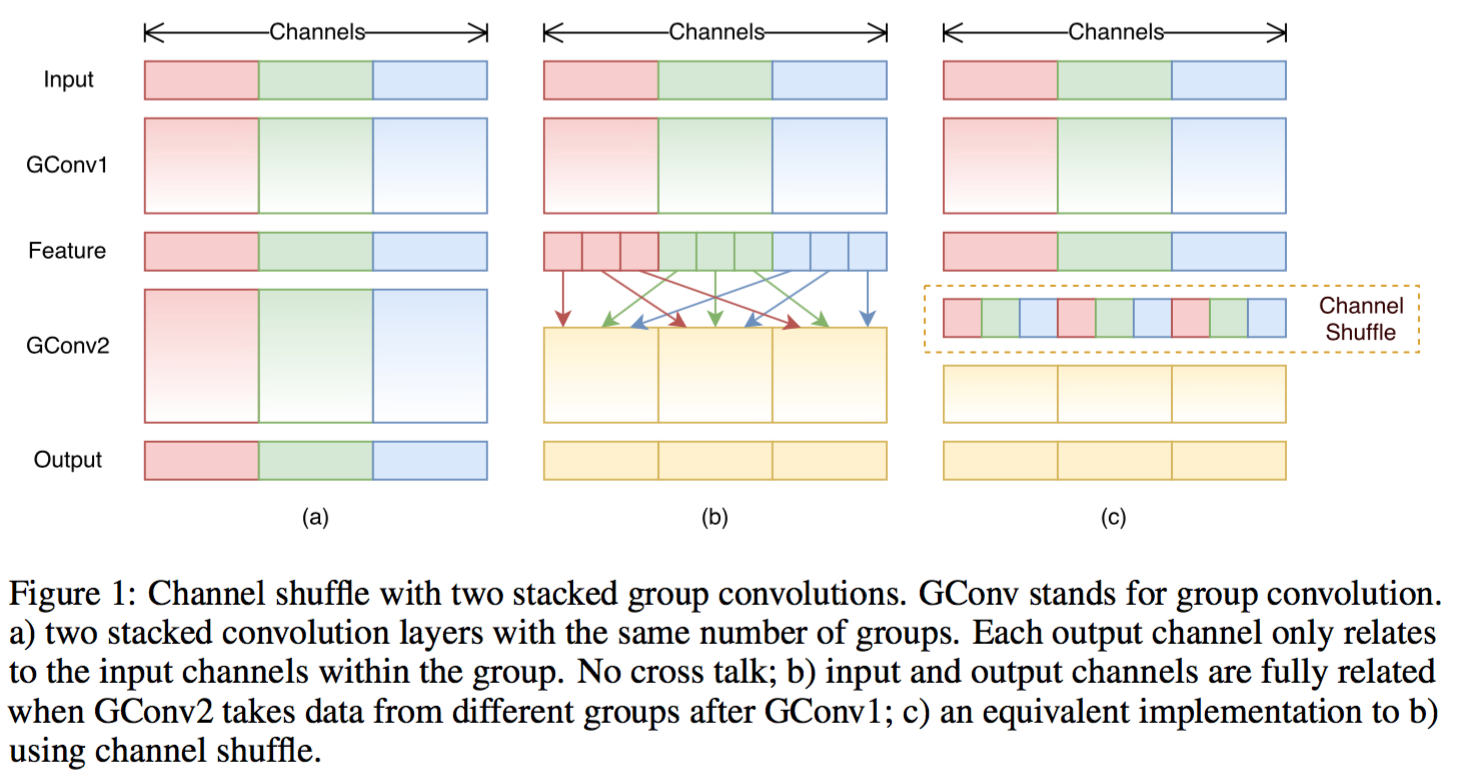 Channels Channels Channels
Input
GConv1
Feature
Channel
Shuffle
GConv2
Output
(a) (b) (c)
Figure 1: Channel shuffle with two stacked group convolutions. GConv stands for group convolution.
a) two stacked convolution layers with the same number of groups. Each output channel only relates
to the input channels within the group. No cross talk; b) input and output channels are fully related
when GConv2 takes data from different groups after GConv1; c) an equivalent implementation to b)
using channel shuffle.